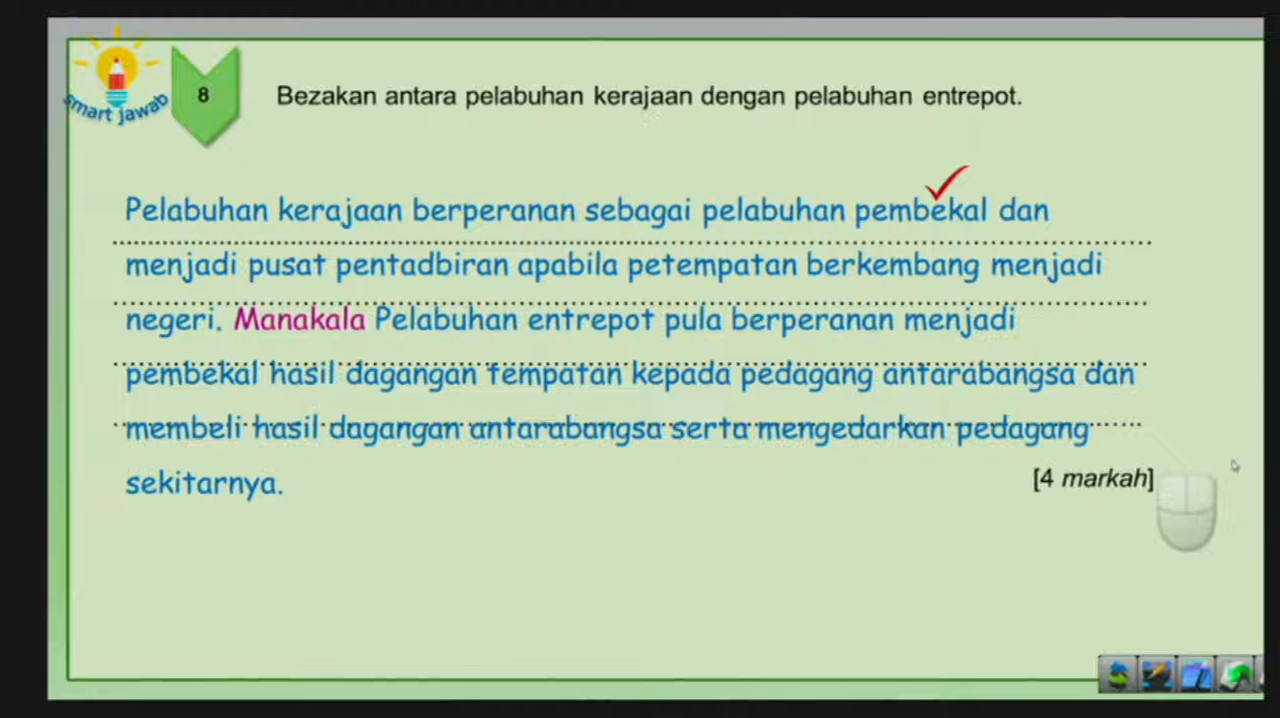 smart jawab
8
Bezakan antara pelabuhan kerajaan dengan pelabuhan entrepot.
Pelabuhan kerajaan berperanan sebagai pelabuhan pembekal dan
menjadi pusat pentadbiran apabila petempatan berkembang menjadi
negeri. Manakala Pelabuhan entrepot pula berperanan menjadi
pembekal hasil dagangan tempatan kepada pedagang antarabangsa dan
membeli hasil dagangan antarabangsa serta mengedarkan pedagang
sekitarnya.
[4 markah]